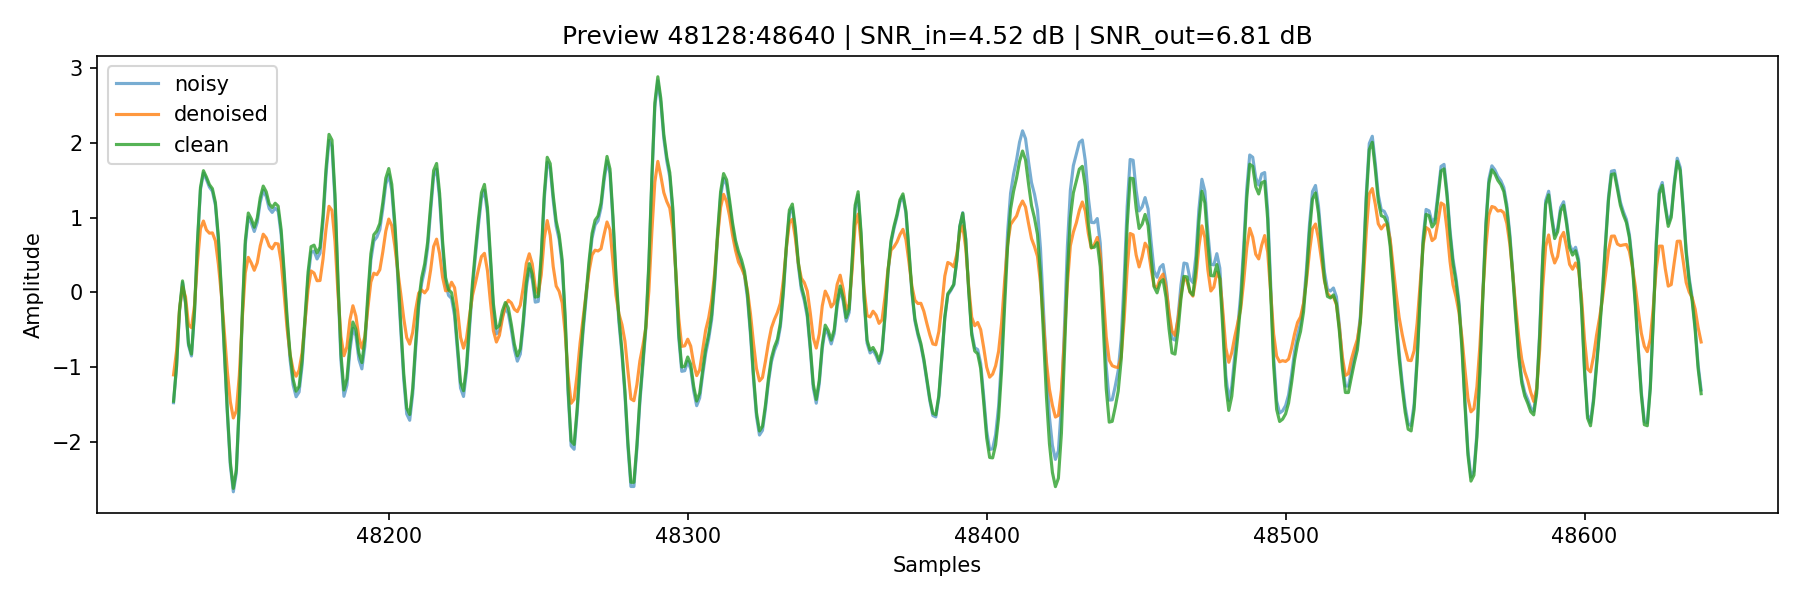 Preview 48128:48640 | SNR_in=4.52 dB | SNR_out=6.81 dB
noisy
denoised
clean
3
2
1
0
−1
−2
Amplitude
48200 48300 48400 48500 48600
Samples